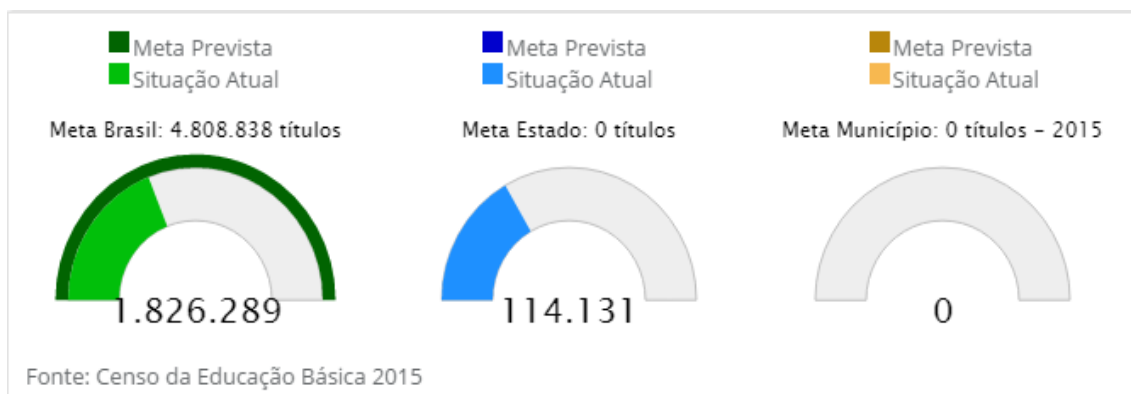 Meta Prevista
Situação Atual
Meta Brasil: 4.808.838 títulos
1.826.289
Meta Prevista
Situação Atual
Meta Estado: 0 títulos
114.131
Meta Prevista
Situação Atual
Meta Município: 0 títulos - 2015
0
Fonte: Censo da Educação Básica 2015